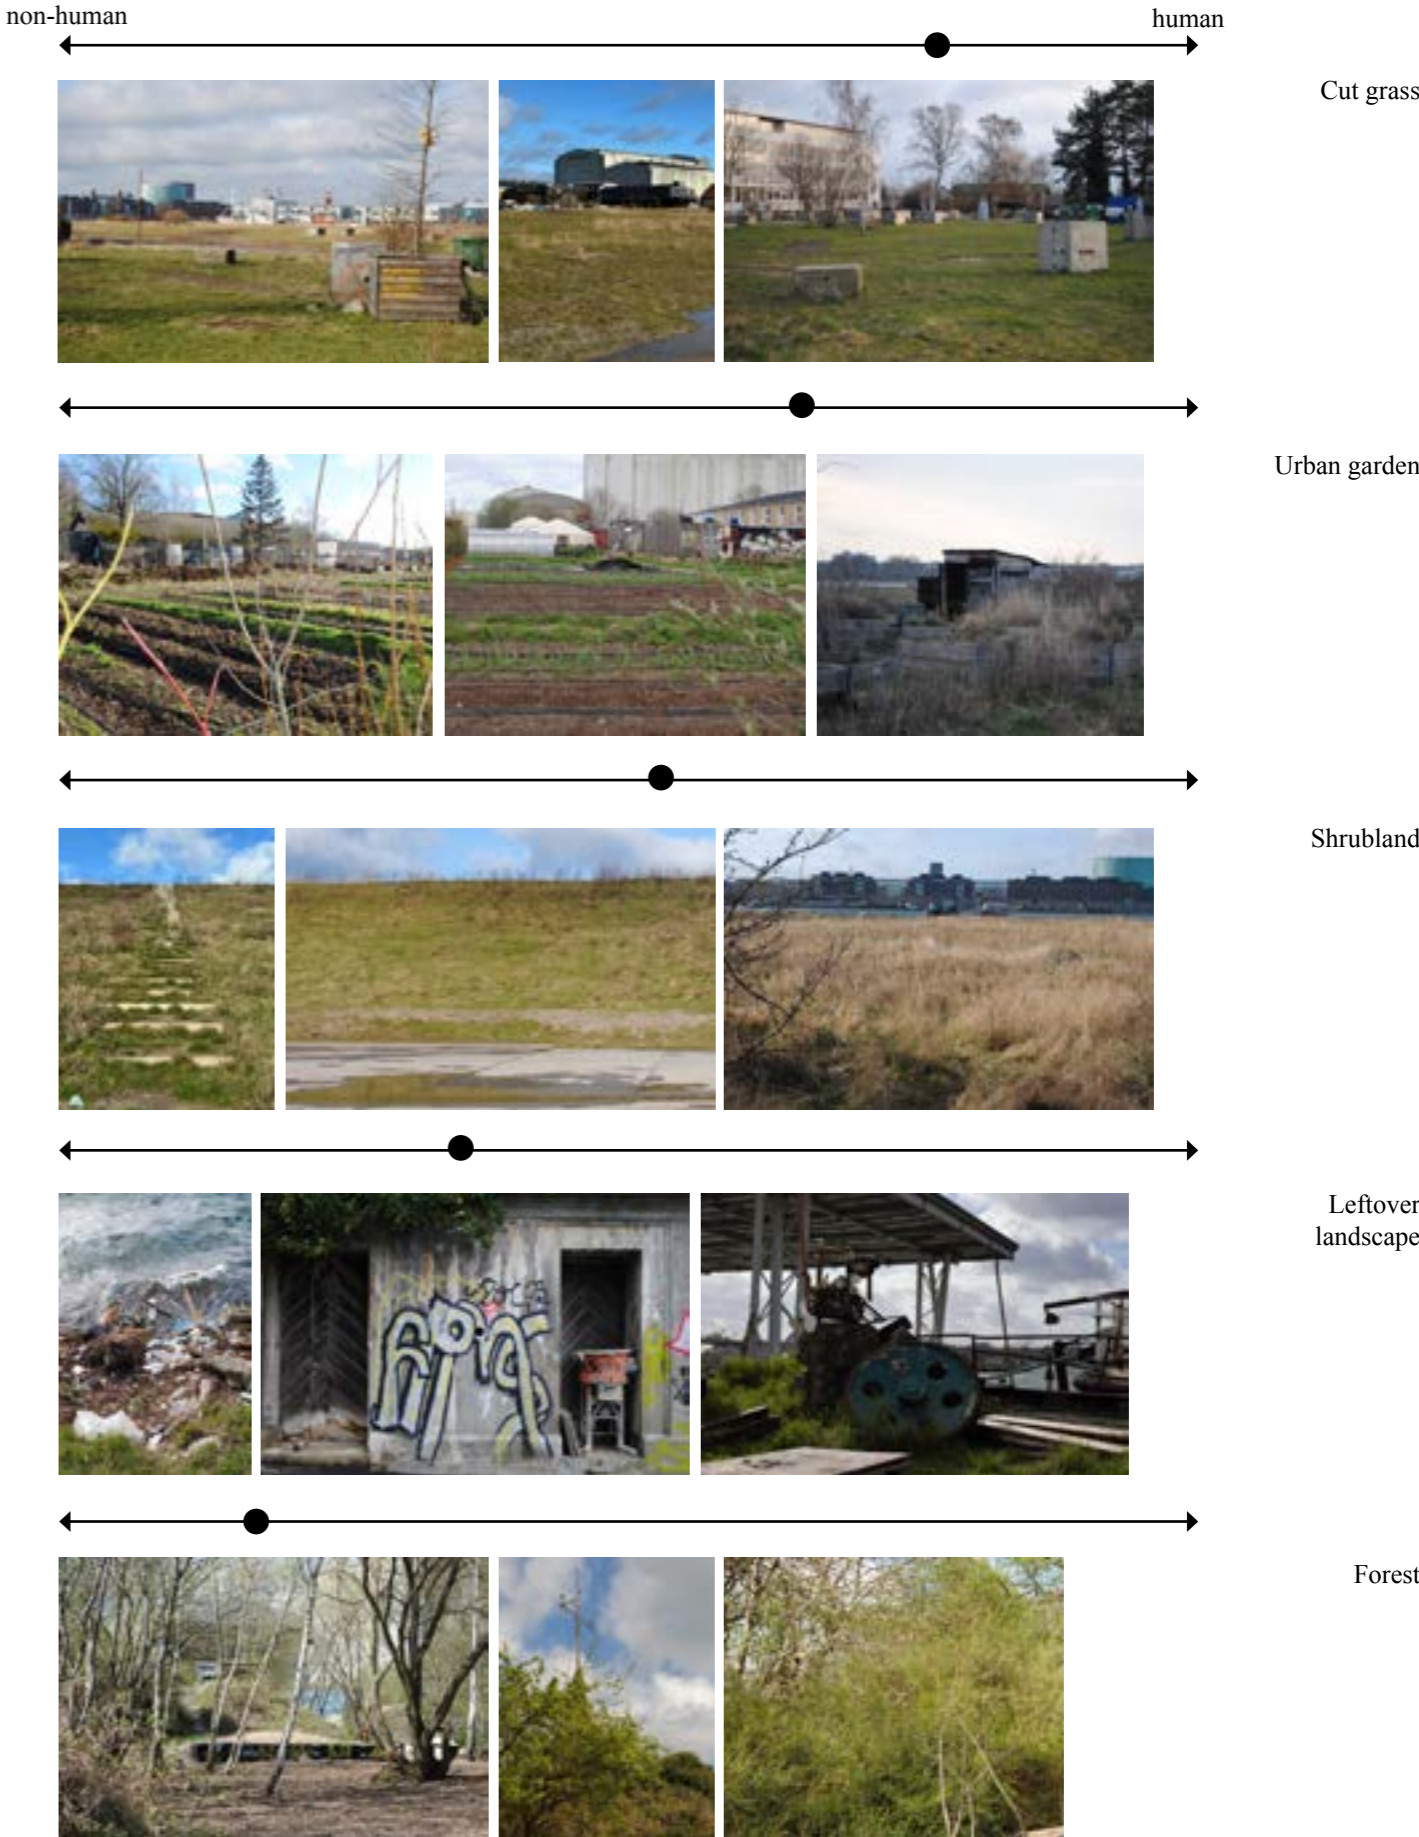 non-human
human
Cut grass
Urban garden
Shrubland
Leftover
landscape
Forest